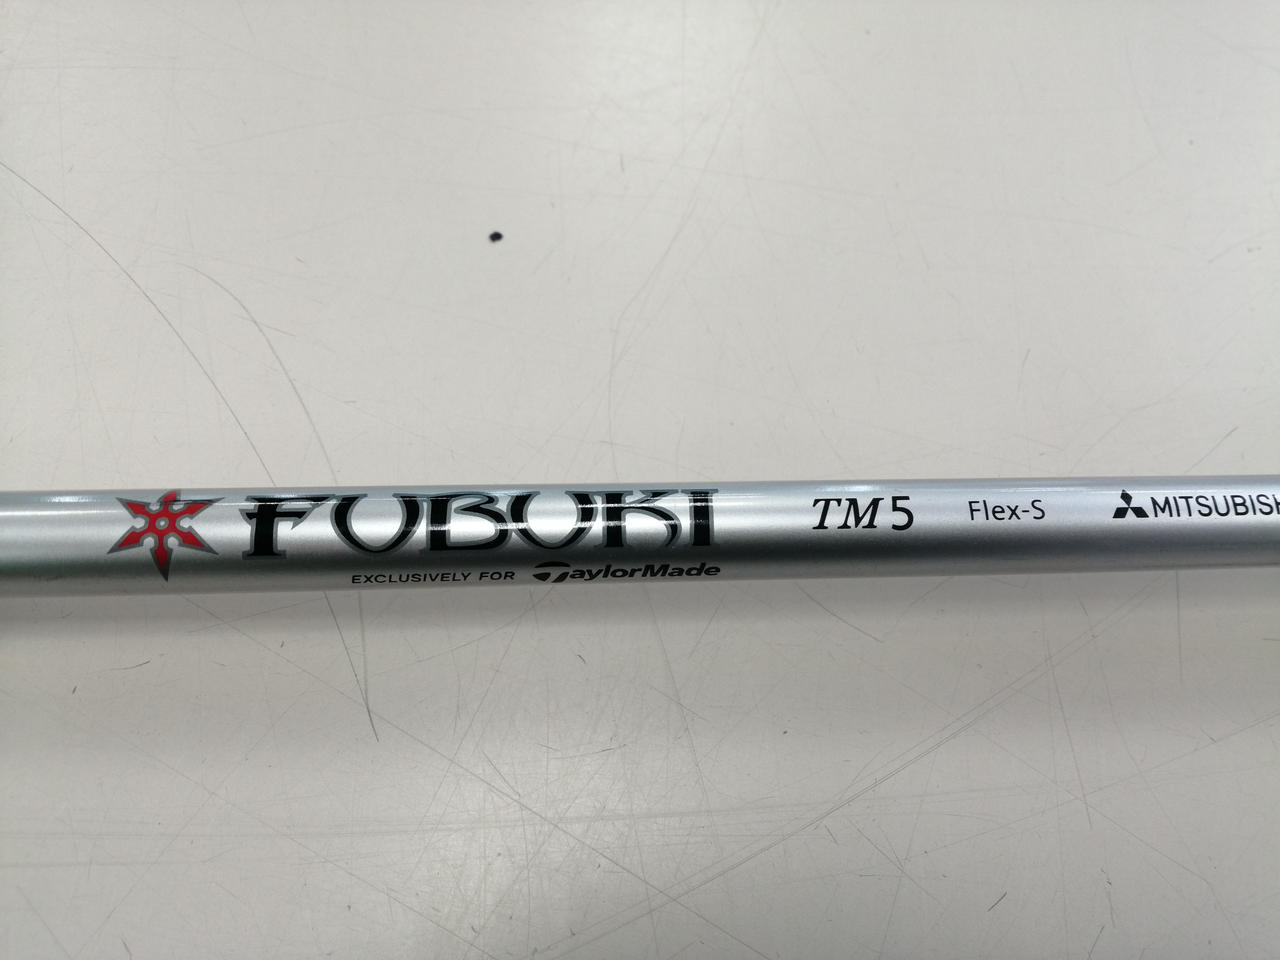 FUBUKI TM5 Flex-S MITSUBISH
EXCLUSIVELY FOR TaylorMade